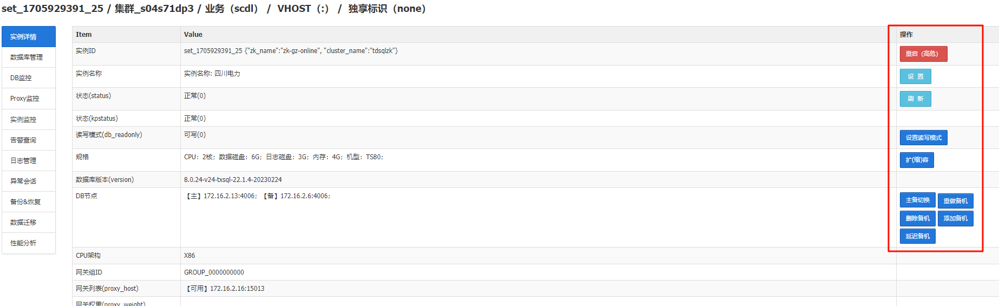 set_1705929391_25 / 集群_s04s71dp3 / 业务（scdl） / VHOST（:） / 独享标识（none）
实例详情
数据库管理
DB监控
Proxy监控
实例监控
告警查询
日志管理
异常会话
备份&恢复
数据迁移
性能分析
Item Value 操作
实例ID set_1705929391_25 {"zk_name":"zk-gz-online", "cluster_name":"tdsqlzk"} 重启（高危）
实例名称 实例名称: 四川电力 设 置
状态(status) 正常(0) 刷 新
状态(kpstatus) 正常(0)
读写模式(db_readonly) 可写(0) 设置读写模式
规格 CPU: 2核; 数据磁盘: 6G; 日志磁盘: 3G; 内存: 4G; 机型: TS80; 扩(缩)容
数据库版本(version) 8.0.24-v24-txsql-22.1.4-20230224
DB节点 【主】172.16.2.13:4006; 【备】172.16.2.6:4006; 主备切换 重做备机
删除备机 添加备机
延迟备机
CPU架构 X86
网关组ID GROUP_0000000000
网关列表(proxy_host) 【可用】172.16.2.16:15013
网关权重(proxy_weight)